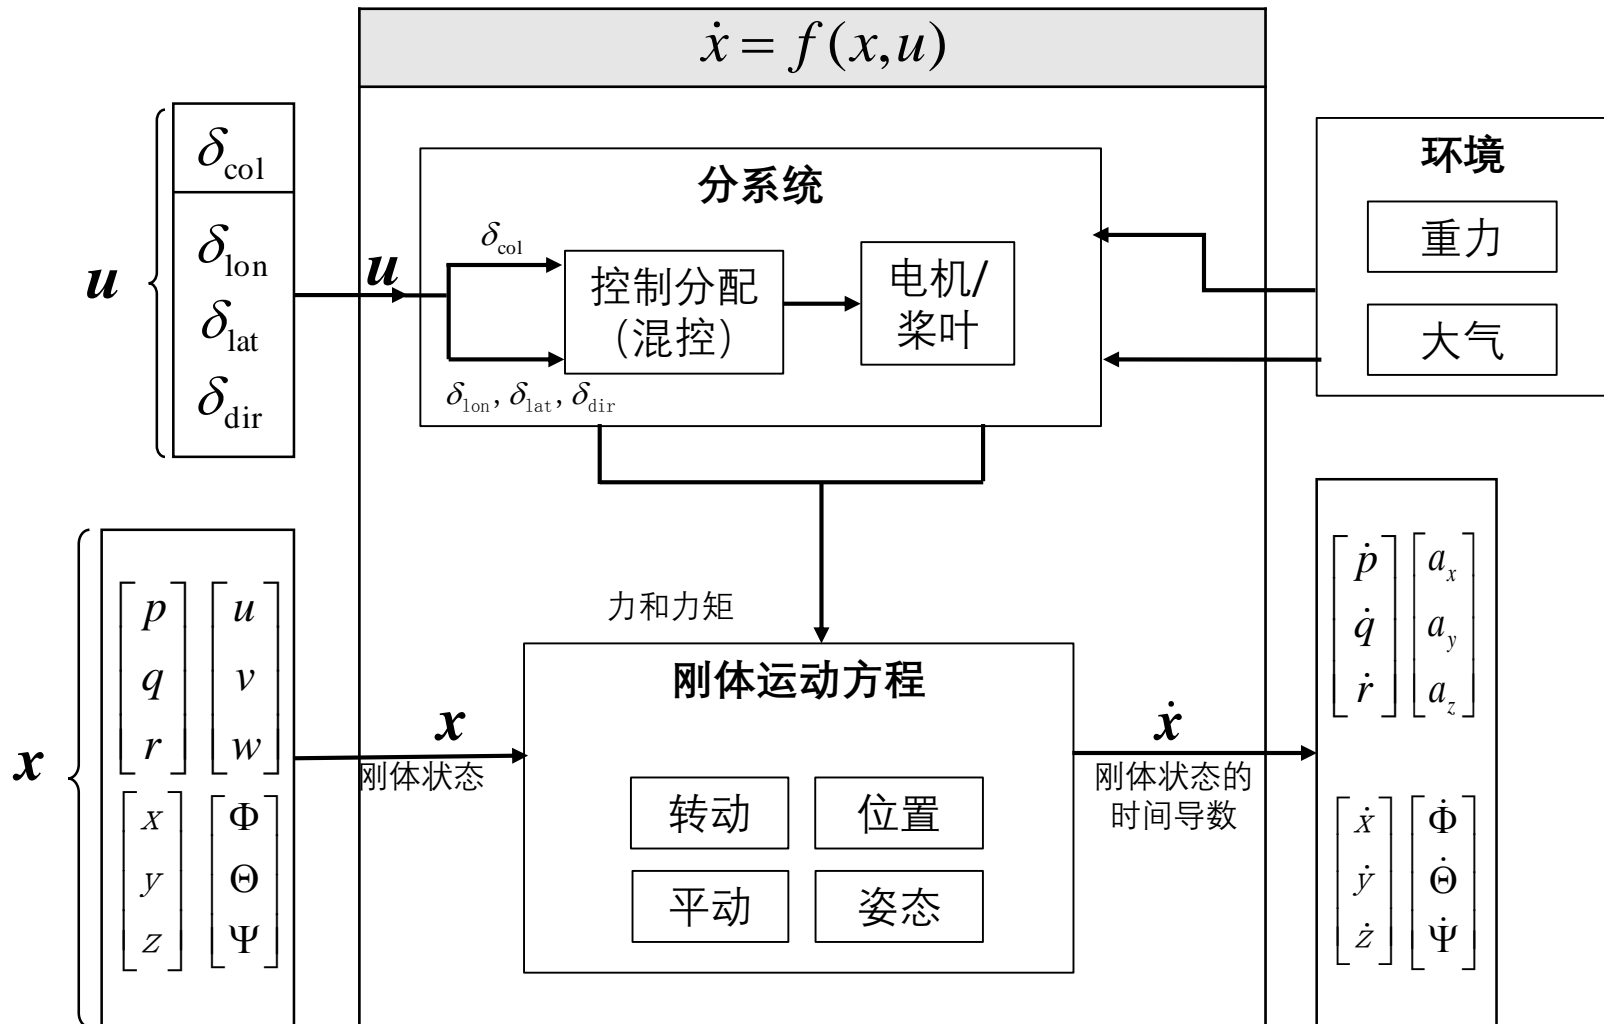 ẋ = f(x,u)
u
δcol
δlon
δlat
δdir
u
分系统
δcol
控制分配
（混控）
电机/
桨叶
δlon, δlat, δdir
环境
重力
大气
力和力矩
x
p u
q v
r w
x Φ
y Θ
z Ψ
x
刚体状态
刚体运动方程
转动
位置
平动
姿态
ẋ
刚体状态的
时间导数
ṗ ax
q̇ ay
ṙ az
ẋ Φ̇
ẏ Θ̇
ż Ψ̇